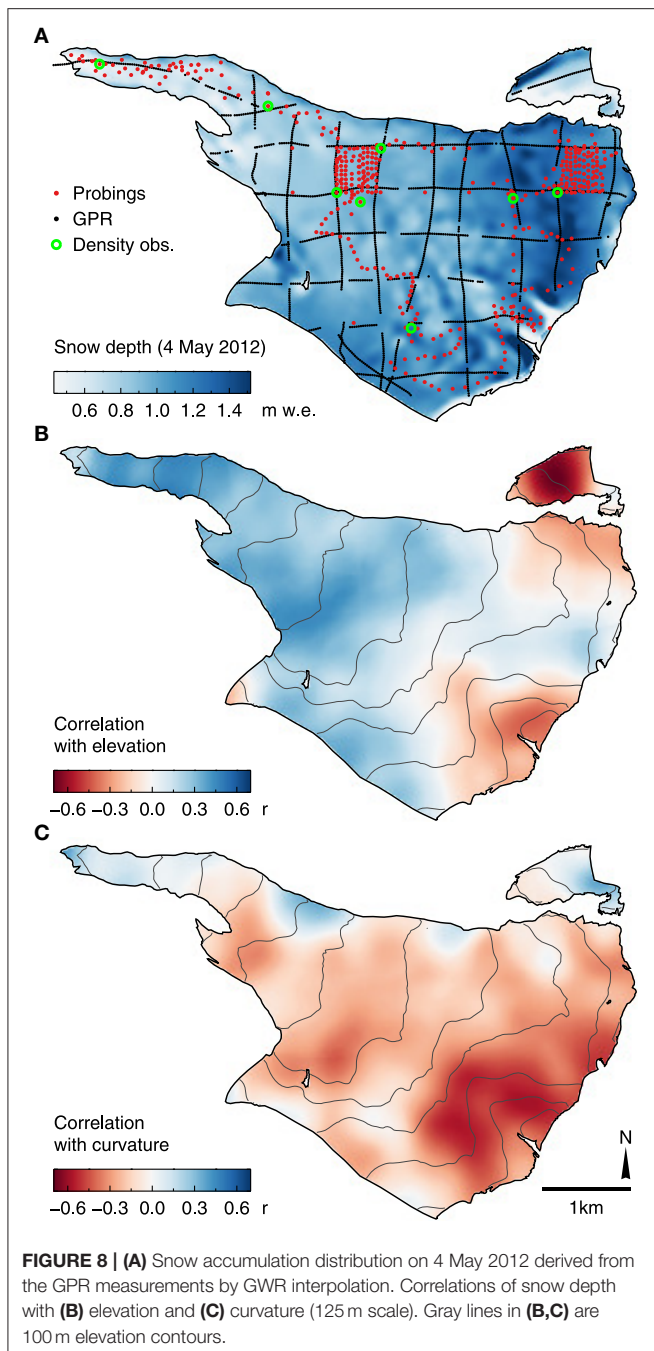 A
Probings
GPR
Density obs.
Snow depth (4 May 2012)
0.6 0.8 1.0 1.2 1.4 m w.e.
B
Correlation
with elevation
−0.6 −0.3 0.0 0.3 0.6 r
C
Correlation
with curvature
−0.6 −0.3 0.0 0.3 0.6 r
N
1km
FIGURE 8 | (A) Snow accumulation distribution on 4 May 2012 derived from
the GPR measurements by GWR interpolation. Correlations of snow depth
with (B) elevation and (C) curvature (125 m scale). Gray lines in (B,C) are
100 m elevation contours.